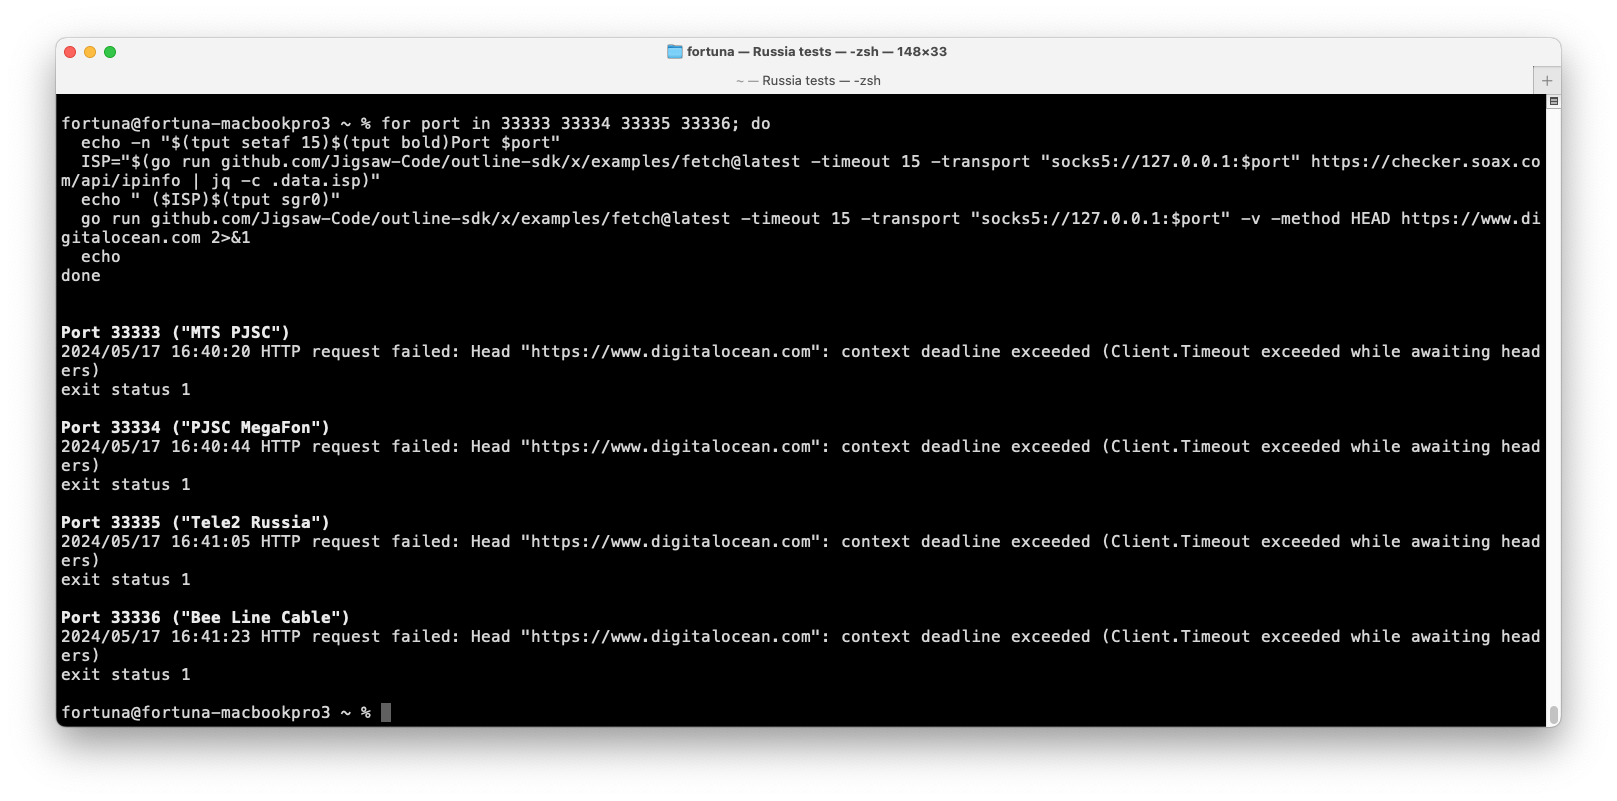 fortuna — Russia tests — -zsh — 148×33
~ — Russia tests — -zsh
+
fortuna@fortuna-macbookpro3 ~ % for port in 33333 33334 33335 33336; do
  echo -n "$(tput setaf 15)$(tput bold)Port $port"
  ISP="$(go run github.com/Jigsaw-Code/outline-sdk/x/examples/fetch@latest -timeout 15 -transport "socks5://127.0.0.1:$port" https://checker.soax.co
m/api/ipinfo | jq -c .data.isp)"
  echo " ($ISP)$(tput sgr0)"
  go run github.com/Jigsaw-Code/outline-sdk/x/examples/fetch@latest -timeout 15 -transport "socks5://127.0.0.1:$port" -v -method HEAD https://www.di
gitalocean.com 2>&1
  echo
done
Port 33333 ("MTS PJSC")
2024/05/17 16:40:20 HTTP request failed: Head "https://www.digitalocean.com": context deadline exceeded (Client.Timeout exceeded while awaiting head
ers)
exit status 1
Port 33334 ("PJSC MegaFon")
2024/05/17 16:40:44 HTTP request failed: Head "https://www.digitalocean.com": context deadline exceeded (Client.Timeout exceeded while awaiting head
ers)
exit status 1
Port 33335 ("Tele2 Russia")
2024/05/17 16:41:05 HTTP request failed: Head "https://www.digitalocean.com": context deadline exceeded (Client.Timeout exceeded while awaiting head
ers)
exit status 1
Port 33336 ("Bee Line Cable")
2024/05/17 16:41:23 HTTP request failed: Head "https://www.digitalocean.com": context deadline exceeded (Client.Timeout exceeded while awaiting head
ers)
exit status 1
fortuna@fortuna-macbookpro3 ~ %